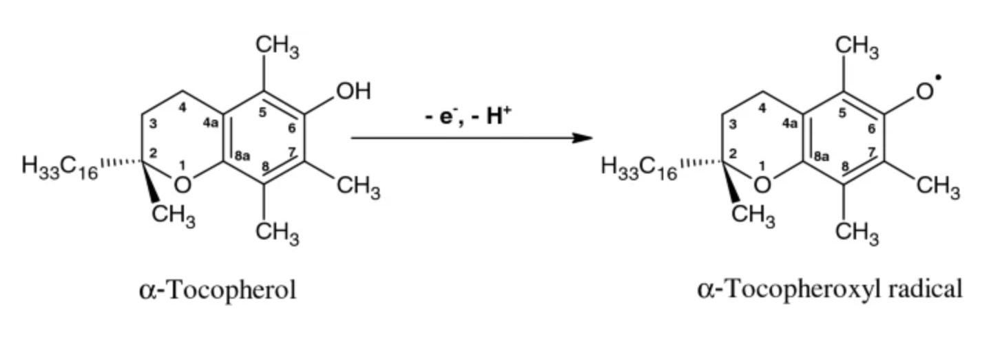 CH₃ CH₃
OH O•
4 5 - e⁻, - H⁺ 4 5
3 4a 6 3 4a 6
H₃₃C₁₆ 2 1 8a 8 7 H₃₃C₁₆ 2 1 8a 8 7
O CH₃ O CH₃
CH₃ CH₃ CH₃ CH₃
α-Tocopherol α-Tocopheroxyl radical